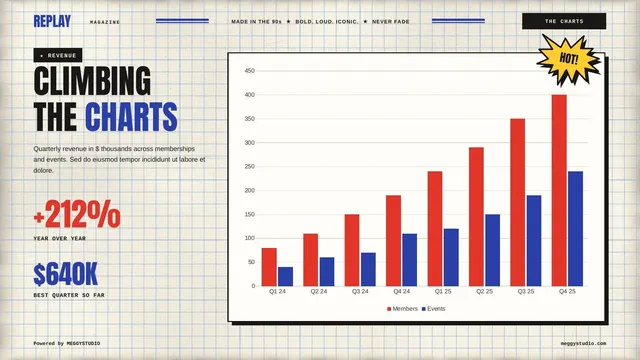 REPLAY MAGAZINE
MADE IN THE 90s ★ BOLD. LOUD. ICONIC. ★ NEVER FADE
THE CHARTS
★ REVENUE
CLIMBING
THE CHARTS
Quarterly revenue in $ thousands across memberships
and events. Sed do eiusmod tempor incididunt ut labore et
dolore.
+212%
YEAR OVER YEAR
$640K
BEST QUARTER SO FAR
HOT!
450
400
350
300
250
200
150
100
50
0
Q1 24 Q2 24 Q3 24 Q4 24 Q1 25 Q2 25 Q3 25 Q4 25
Members Events
Powered by MEGGYSTUDIO
meggystudio.com